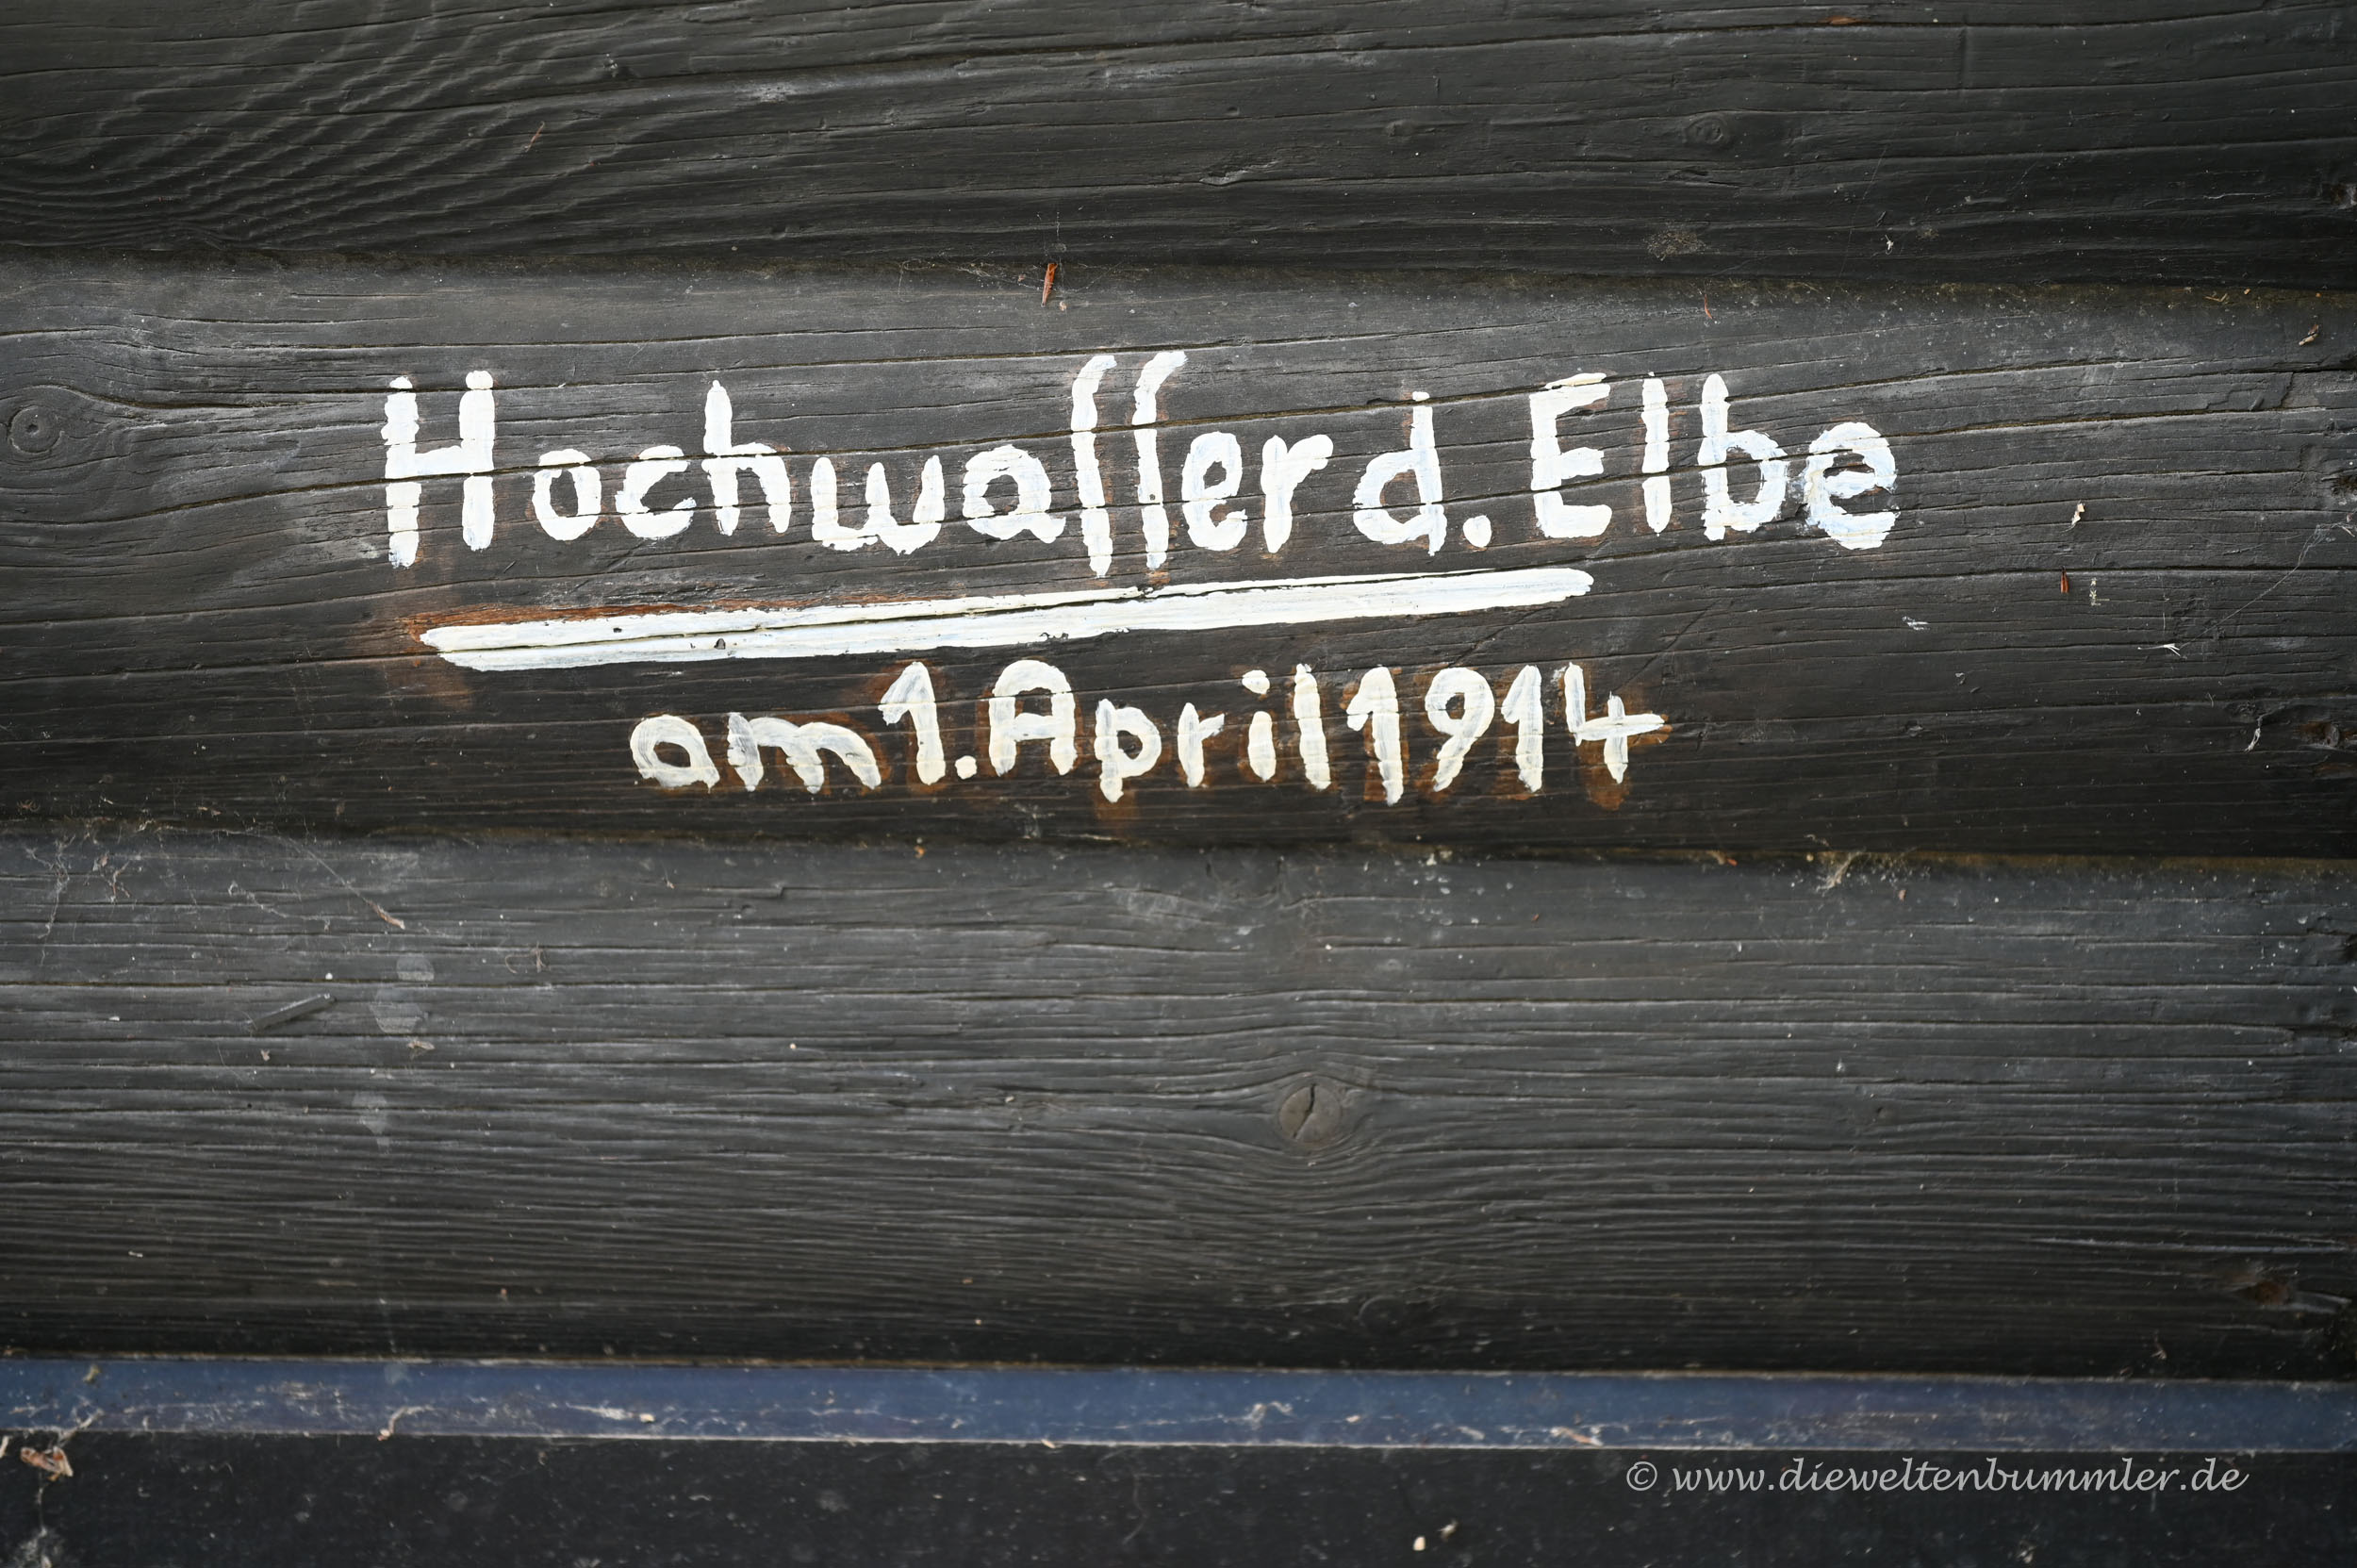 Hochwaſſer d. Elbe
am 1. April 1914
© www.dieweltenbummler.de